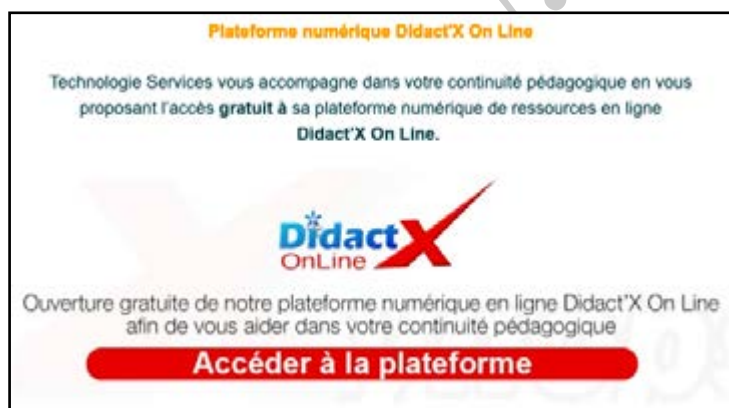 Plateforme numérique Didact'X On Line
Technologie Services vous accompagne dans votre continuité pédagogique en vous
proposant l'accès gratuit à sa plateforme numérique de ressources en ligne
Didact'X On Line.
Didact X
OnLine
Ouverture gratuite de notre plateforme numérique en ligne Didact'X On Line
afin de vous aider dans votre continuité pédagogique
Accéder à la plateforme